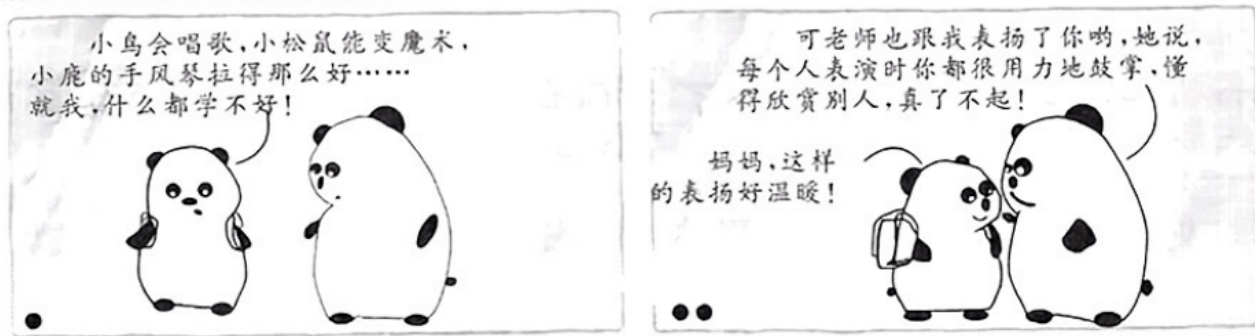 小鸟会唱歌,小松鼠能变魔术,
小鹿的手风琴拉得那么好……
就我,什么都学不好!
可老师也跟我表扬了你哟,她说,
每个人表演时你都很用力地鼓掌,懂
得欣赏别人,真了不起!
妈妈,这样
的表扬好温暖!